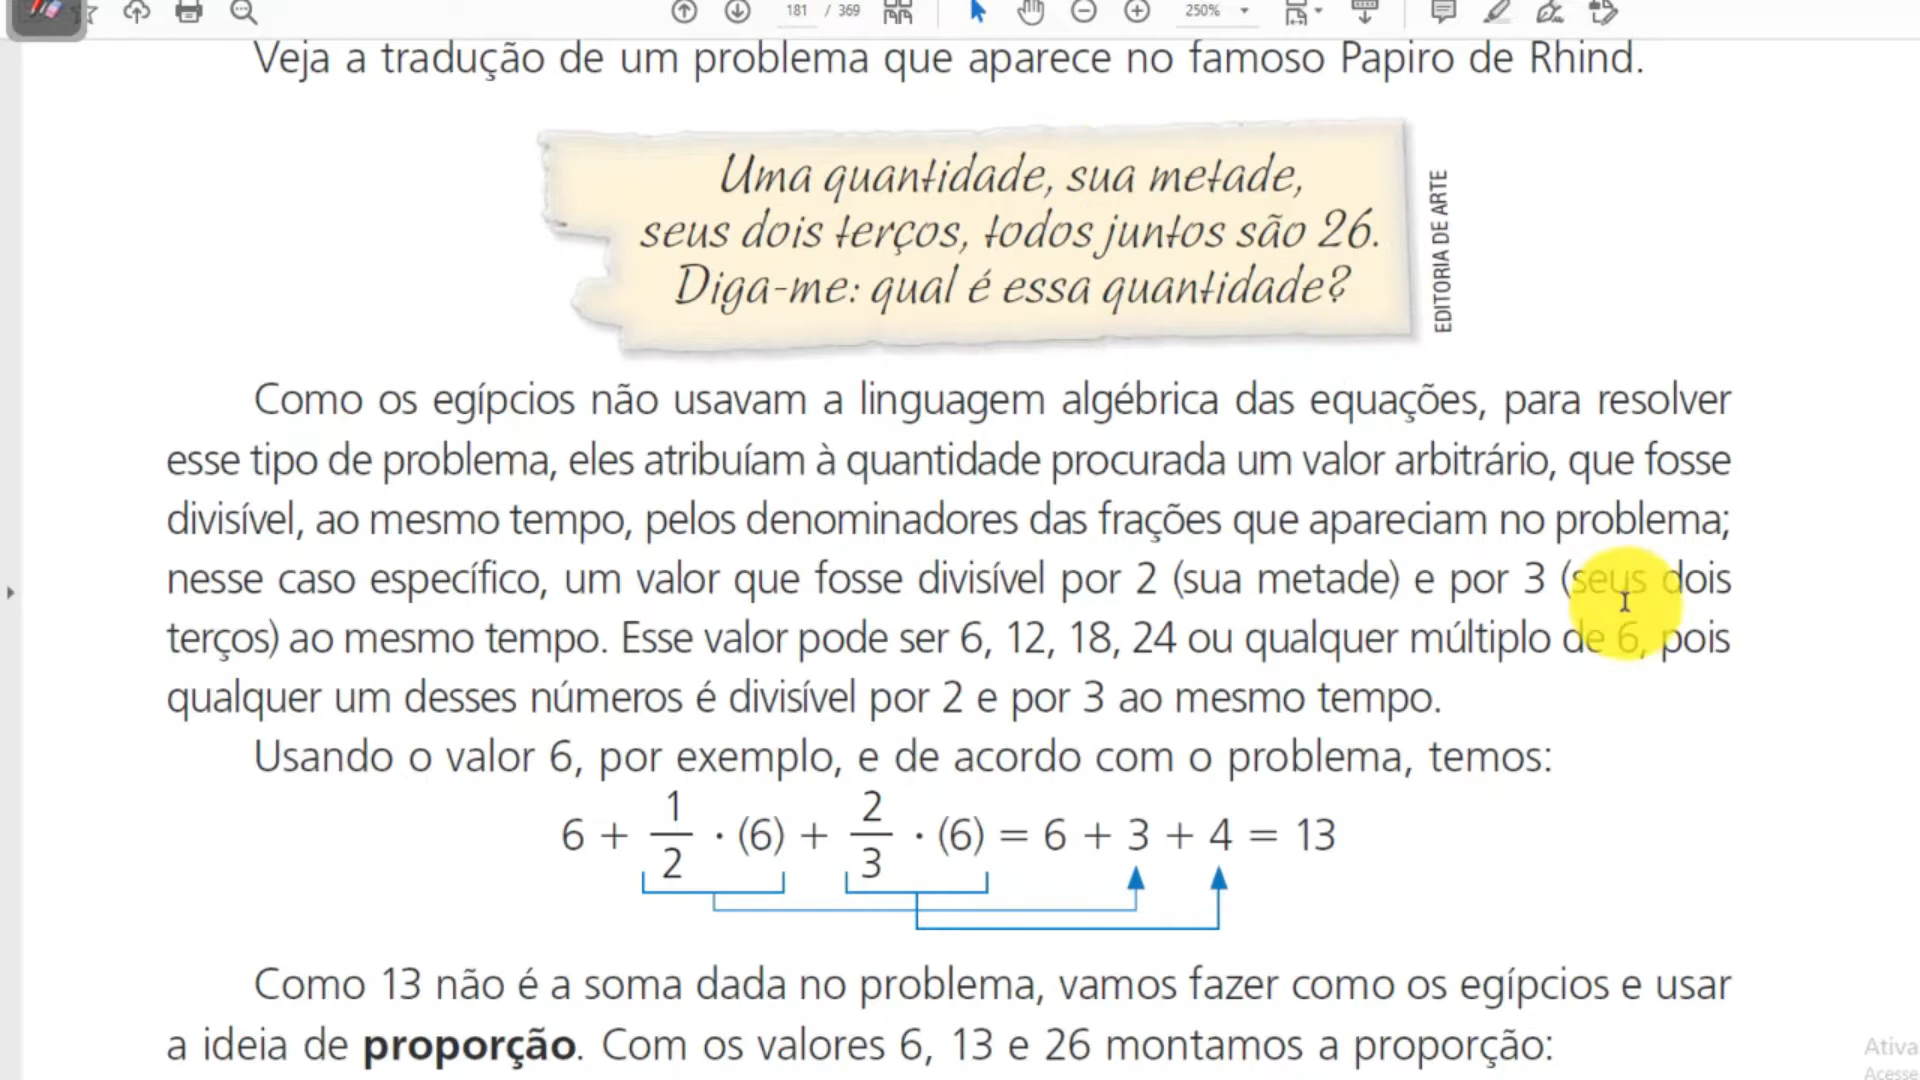 181 / 369
250%
Veja a tradução de um problema que aparece no famoso Papiro de Rhind.
Uma quantidade, sua metade,
seus dois terços, todos juntos são 26.
Diga-me: qual é essa quantidade?
EDITORIA DE ARTE
Como os egípcios não usavam a linguagem algébrica das equações, para resolver
esse tipo de problema, eles atribuíam à quantidade procurada um valor arbitrário, que fosse
divisível, ao mesmo tempo, pelos denominadores das frações que apareciam no problema;
nesse caso específico, um valor que fosse divisível por 2 (sua metade) e por 3 (seus dois
terços) ao mesmo tempo. Esse valor pode ser 6, 12, 18, 24 ou qualquer múltiplo de 6, pois
qualquer um desses números é divisível por 2 e por 3 ao mesmo tempo.
Usando o valor 6, por exemplo, e de acordo com o problema, temos:
6 + 1/2 · (6) + 2/3 · (6) = 6 + 3 + 4 = 13
Como 13 não é a soma dada no problema, vamos fazer como os egípcios e usar
a ideia de proporção. Com os valores 6, 13 e 26 montamos a proporção:
Ativa
Acesse